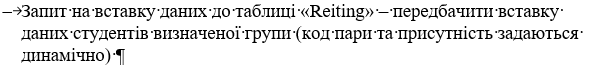 –→Запит·на·вставку·даних·до·таблиці·«Reiting»·–·передбачити·вставку·
даних·студентів·визначеної·групи·(код·пари·та·присутність·задаються·
динамічно)·¶